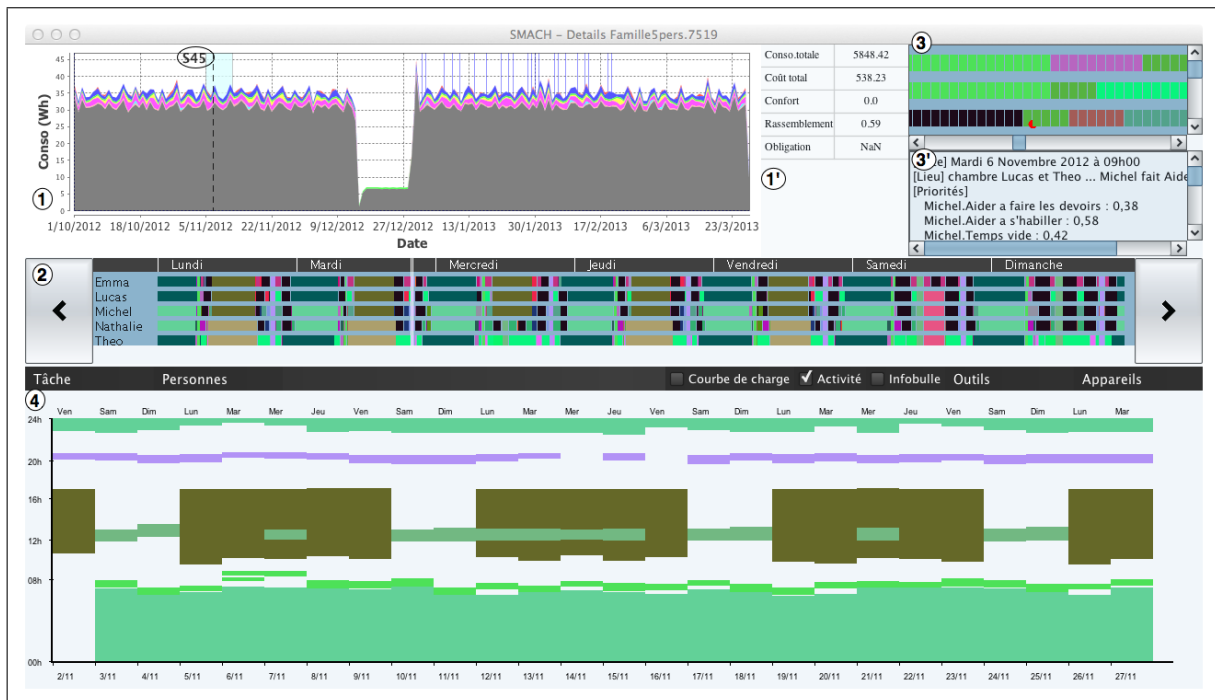 SMACH - Details Famille5pers.7519
S45
45
40
35
30
25
20
15
10
5
0
Conso (Wh)
1
1/10/2012 18/10/2012 5/11/2012 22/11/2012 9/12/2012 27/12/2012 13/1/2013 30/1/2013 17/2/2013 6/3/2013 23/3/2013
Date
Conso.totale 5848.42
Coût total 538.23
Confort 0.0
Rassemblement 0.59
Obligation NaN
1'
3
3'
e] Mardi 6 Novembre 2012 à 09h00
[Lieu] chambre Lucas et Theo ... Michel fait Aide
[Priorités]
Michel.Aider a faire les devoirs : 0,38
Michel.Aider a s'habiller : 0,58
Michel.Temps vide : 0,42
2
Lundi Mardi Mercredi Jeudi Vendredi Samedi Dimanche
Emma
Lucas
Michel
Nathalie
Theo
Tâche Personnes Courbe de charge Activité Infobulle Outils Appareils
4
Ven Sam Dim Lun Mar Mer Jeu Ven Sam Dim Lun Mar Mer Jeu Ven Sam Dim Lun Mar Mer Jeu Ven Sam Dim Lun Mar
24h
20h
16h
12h
08h
00h
2/11 3/11 4/11 5/11 6/11 7/11 8/11 9/11 10/11 11/11 12/11 13/11 14/11 15/11 16/11 17/11 18/11 19/11 20/11 21/11 22/11 23/11 24/11 25/11 26/11 27/11